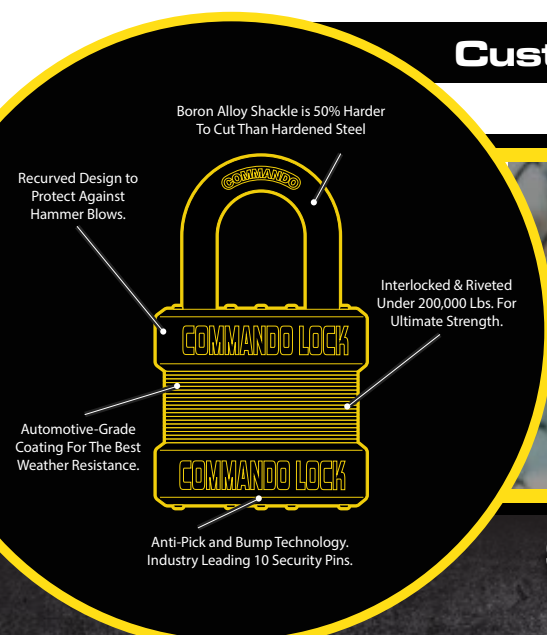 Cust
Boron Alloy Shackle is 50% Harder
To Cut Than Hardened Steel
COMMANDO
Recurved Design to
Protect Against
Hammer Blows.
Interlocked & Riveted
Under 200,000 Lbs. For
Ultimate Strength.
COMMANDO LOCK
Automotive-Grade
Coating For The Best
Weather Resistance.
COMMANDO LOCK
Anti-Pick and Bump Technology.
Industry Leading 10 Security Pins.